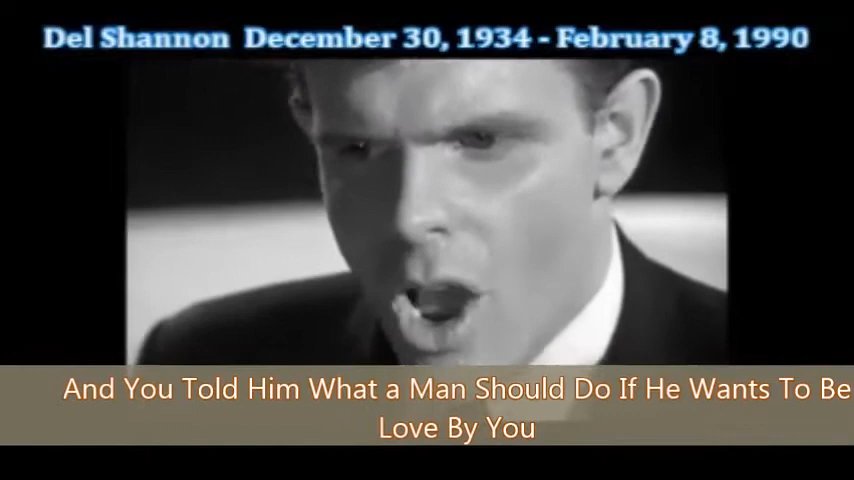 Del Shannon  December 30, 1934 - February 8, 1990
And You Told Him What a Man Should Do If He Wants To Be
Love By You